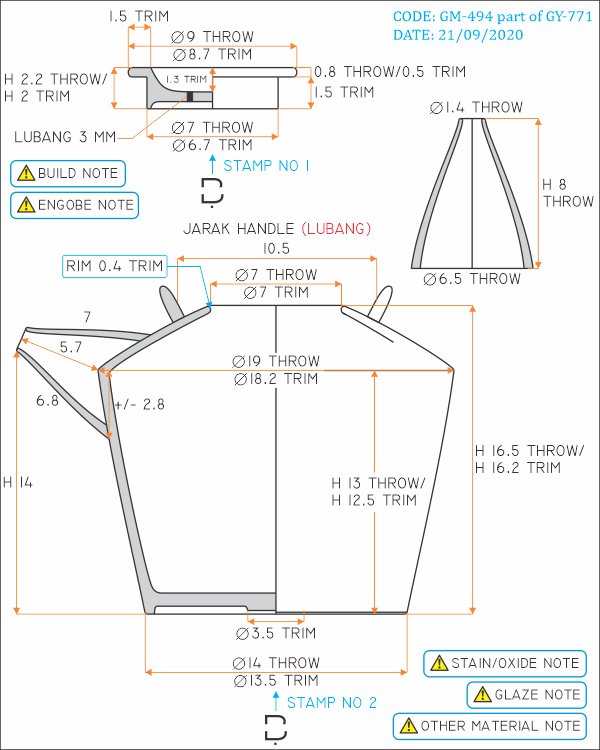 CODE: GM-494 part of GY-771
DATE: 21/09/2020
1.5 TRIM
Ø9 THROW
Ø8.7 TRIM
H 2.2 THROW/
H 2 TRIM
1.3 TRIM
0.8 THROW/0.5 TRIM
1.5 TRIM
LUBANG 3 MM
Ø7 THROW
Ø6.7 TRIM
STAMP NO 1
BUILD NOTE
ENGOBE NOTE
Ø1.4 THROW
H 8
THROW
Ø6.5 THROW
JARAK HANDLE (LUBANG)
10.5
RIM 0.4 TRIM
Ø7 THROW
Ø7 TRIM
7
5.7
6.8
+/- 2.8
Ø19 THROW
Ø18.2 TRIM
H 14
H 13 THROW/
H 12.5 TRIM
H 16.5 THROW/
H 16.2 TRIM
Ø3.5 TRIM
Ø14 THROW
Ø13.5 TRIM
STAMP NO 2
STAIN/OXIDE NOTE
GLAZE NOTE
OTHER MATERIAL NOTE